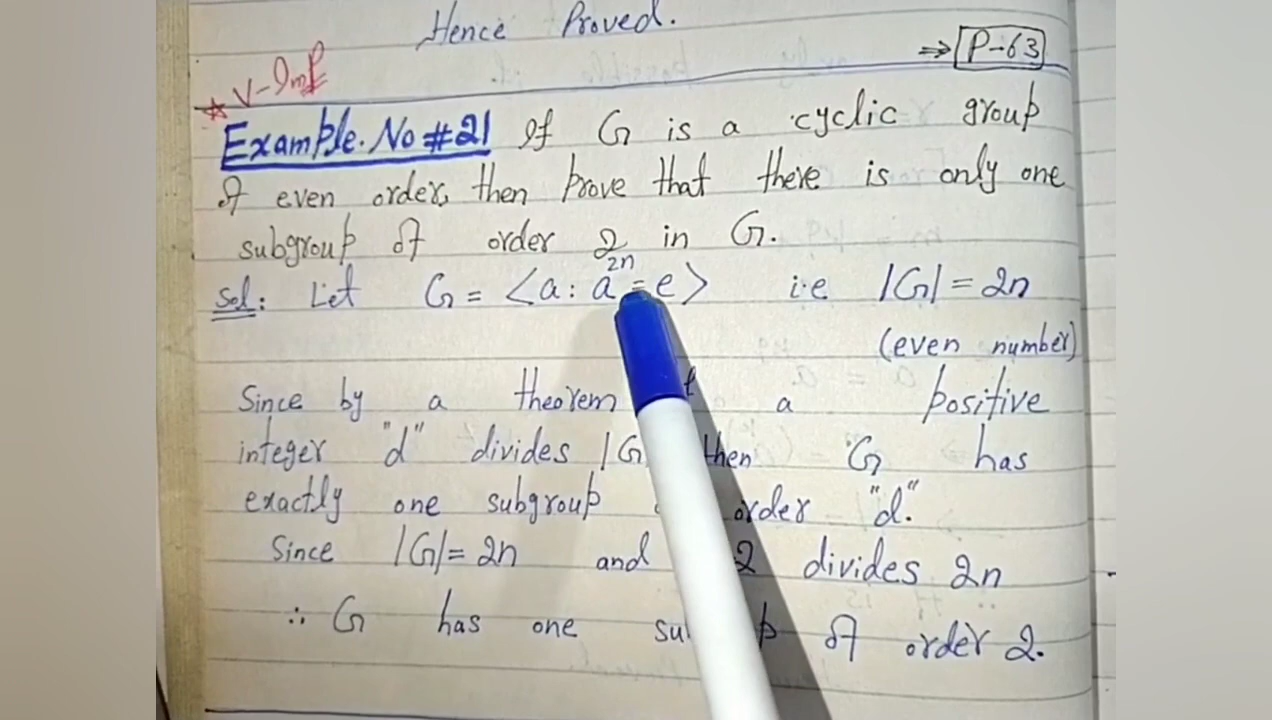 Hence Proved.
⇒ P-63
★ V-Imp
Example.No #21 If G is a cyclic group
of even order, then prove that there is only one
subgroup of order 2 in G.
Sol: Let G = <a : a²ⁿ = e> i.e |G| = 2n
(even number)
Since by a theorem a positive
integer "d" divides |G| then G has
exactly one subgroup order "d".
Since |G| = 2n and 2 divides 2n
∴ G has one of order 2.